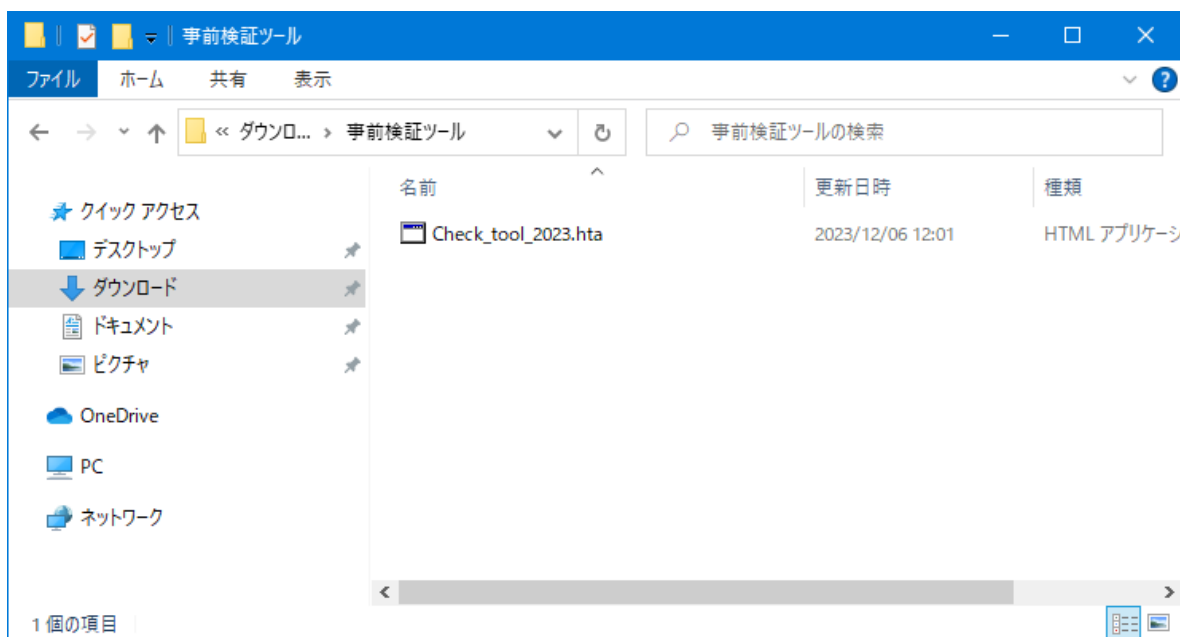 事前検証ツール
ファイル ホーム 共有 表示
« ダウンロ... › 事前検証ツール
事前検証ツールの検索
名前 更新日時 種類
クイック アクセス
Check_tool_2023.hta 2023/12/06 12:01 HTML アプリケーシ
デスクトップ
ダウンロード
ドキュメント
ピクチャ
OneDrive
PC
ネットワーク
1 個の項目